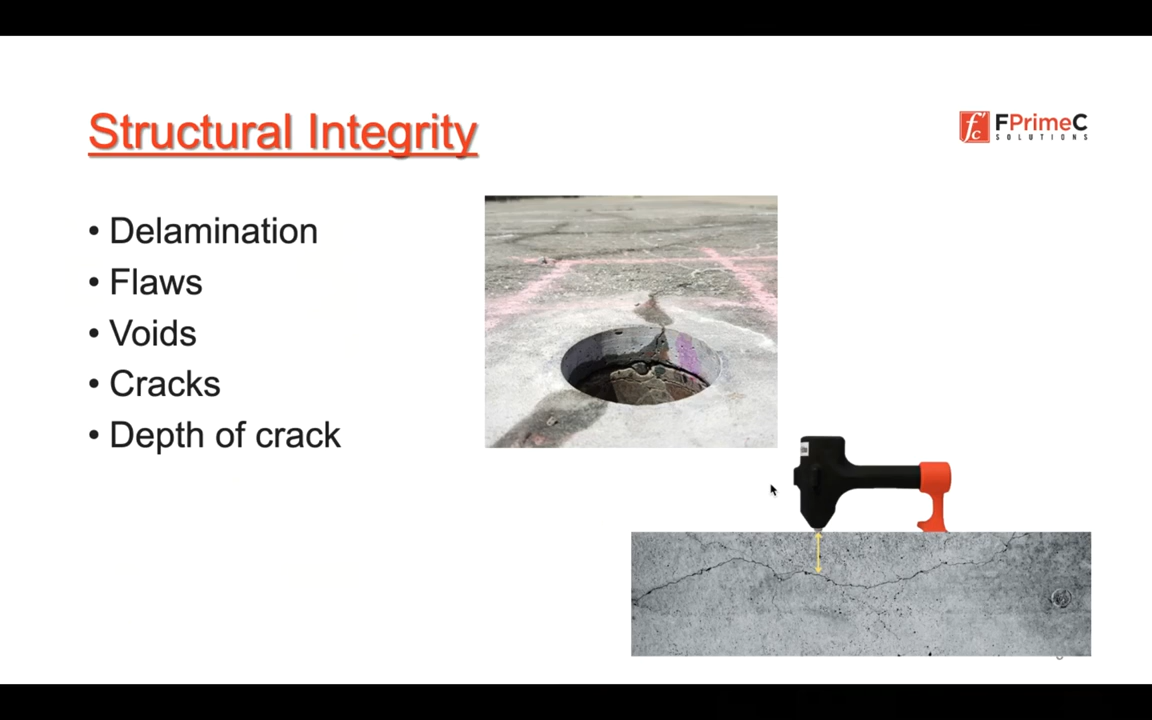 Structural Integrity
FPrimeC
SOLUTIONS
• Delamination
• Flaws
• Voids
• Cracks
• Depth of crack